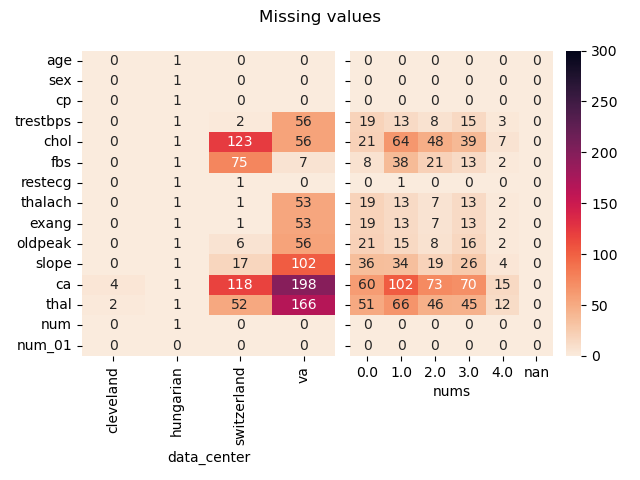 Missing values
age 0 1 0 0 0 0 0 0 0 0 300
sex 0 1 0 0 0 0 0 0 0 0
cp 0 1 0 0 0 0 0 0 0 0 250
trestbps 0 1 2 56 19 13 8 15 3 0
chol 0 1 123 56 21 64 48 39 7 0 200
fbs 0 1 75 7 8 38 21 13 2 0
restecg 0 1 1 0 0 1 0 0 0 0
thalach 0 1 1 53 19 13 7 13 2 0 150
exang 0 1 1 53 19 13 7 13 2 0
oldpeak 0 1 6 56 21 15 8 16 2 0 100
slope 0 1 17 102 36 34 19 26 4 0
ca 4 1 118 198 60 102 73 70 15 0
thal 2 1 52 166 51 66 46 45 12 0 50
num 0 1 0 0 0 0 0 0 0 0
num_01 0 0 0 0 0 0 0 0 0 0 0
cleveland hungarian switzerland va 0.0 1.0 2.0 3.0 4.0 nan
nums
data_center